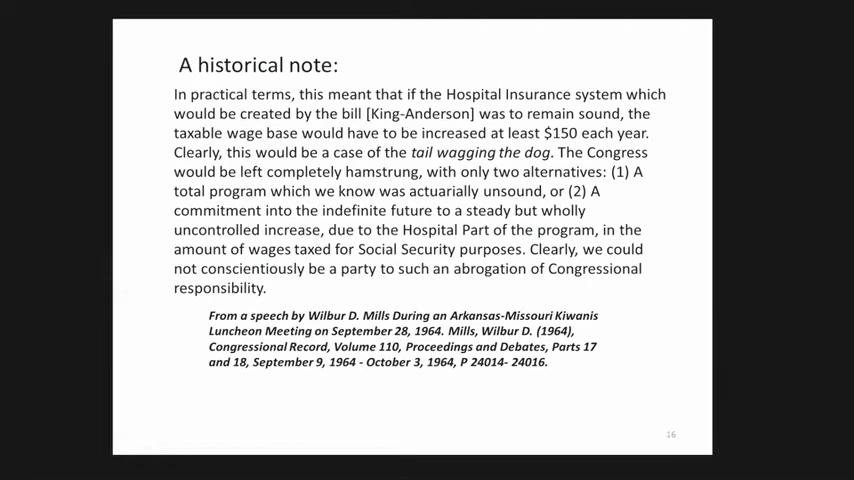 A historical note:
In practical terms, this meant that if the Hospital Insurance system which
would be created by the bill [King-Anderson] was to remain sound, the
taxable wage base would have to be increased at least $150 each year.
Clearly, this would be a case of the tail wagging the dog. The Congress
would be left completely hamstrung, with only two alternatives: (1) A
total program which we know was actuarially unsound, or (2) A
commitment into the indefinite future to a steady but wholly
uncontrolled increase, due to the Hospital Part of the program, in the
amount of wages taxed for Social Security purposes. Clearly, we could
not conscientiously be a party to such an abrogation of Congressional
responsibility.
From a speech by Wilbur D. Mills During an Arkansas-Missouri Kiwanis
Luncheon Meeting on September 28, 1964. Mills, Wilbur D. (1964),
Congressional Record, Volume 110, Proceedings and Debates, Parts 17
and 18, September 9, 1964 - October 3, 1964, P 24014- 24016.
16